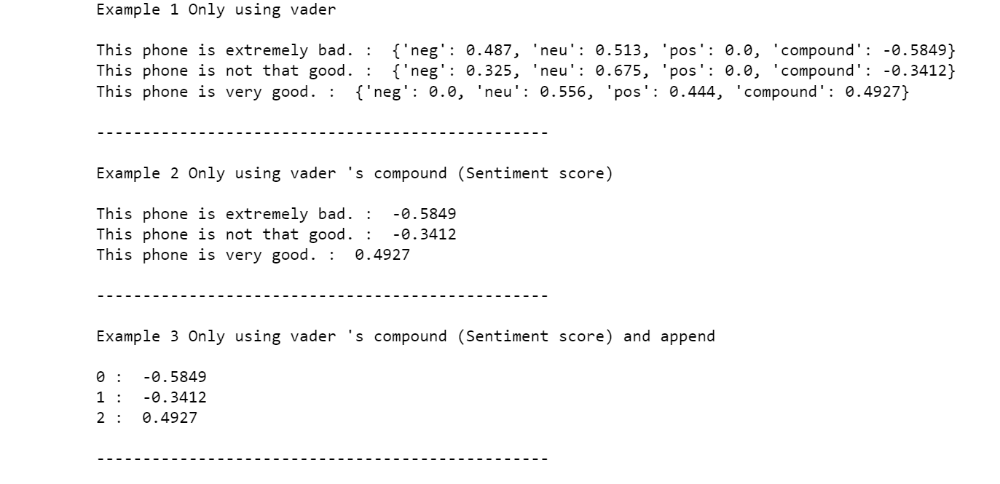 Example 1 Only using vader
This phone is extremely bad. :  {'neg': 0.487, 'neu': 0.513, 'pos': 0.0, 'compound': -0.5849}
This phone is not that good. :  {'neg': 0.325, 'neu': 0.675, 'pos': 0.0, 'compound': -0.3412}
This phone is very good. :  {'neg': 0.0, 'neu': 0.556, 'pos': 0.444, 'compound': 0.4927}
-------------------------------------------------
Example 2 Only using vader 's compound (Sentiment score)
This phone is extremely bad. :  -0.5849
This phone is not that good. :  -0.3412
This phone is very good. :  0.4927
-------------------------------------------------
Example 3 Only using vader 's compound (Sentiment score) and append
0 :  -0.5849
1 :  -0.3412
2 :  0.4927
-------------------------------------------------